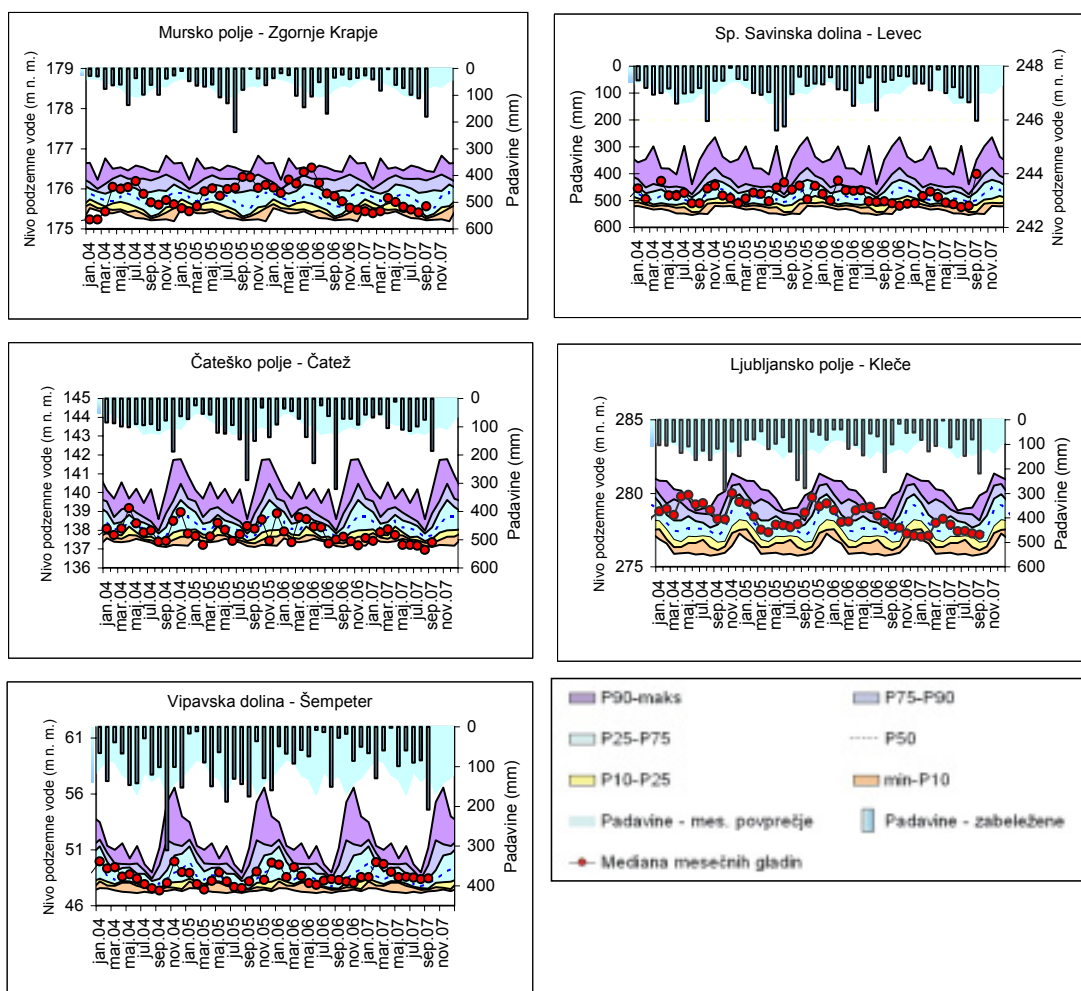 Mursko polje - Zgornje Krapje
Nivo podzemne vode (m n. m.)
179
178
177
176
175
0
100
200
300
400
500
600
Padavine (mm)
jan.04
mar.04
maj.04
jul.04
sep.04
nov.04
jan.05
mar.05
maj.05
jul.05
sep.05
nov.05
jan.06
mar.06
maj.06
jul.06
sep.06
nov.06
jan.07
mar.07
maj.07
jul.07
sep.07
nov.07
Sp. Savinska dolina - Levec
Padavine (mm)
0
100
200
300
400
500
600
248
246
244
242
Nivo podzemne vode (m n. m.)
jan.04
mar.04
maj.04
jul.04
sep.04
nov.04
jan.05
mar.05
maj.05
jul.05
sep.05
nov.05
jan.06
mar.06
maj.06
jul.06
sep.06
nov.06
jan.07
mar.07
maj.07
jul.07
sep.07
nov.07
Čateško polje - Čatež
Nivo podzemne vode (m n. m.)
145
144
143
142
141
140
139
138
137
136
0
100
200
300
400
500
600
Padavine (mm)
jan.04
mar.04
maj.04
jul.04
sep.04
nov.04
jan.05
mar.05
maj.05
jul.05
sep.05
nov.05
jan.06
mar.06
maj.06
jul.06
sep.06
nov.06
jan.07
mar.07
maj.07
jul.07
sep.07
nov.07
Ljubljansko polje - Kleče
Nivo podzemne vode (m n. m.)
285
280
275
0
100
200
300
400
500
600
Padavine (mm)
jan.04
mar.04
maj.04
jul.04
sep.04
nov.04
jan.05
mar.05
maj.05
jul.05
sep.05
nov.05
jan.06
mar.06
maj.06
jul.06
sep.06
nov.06
jan.07
mar.07
maj.07
jul.07
sep.07
nov.07
Vipavska dolina - Šempeter
Nivo podzemne vode (m n. m.)
61
56
51
46
0
100
200
300
400
Padavine (mm)
jan.04
mar.04
maj.04
jul.04
sep.04
nov.04
jan.05
mar.05
maj.05
jul.05
sep.05
nov.05
jan.06
mar.06
maj.06
jul.06
sep.06
nov.06
jan.07
mar.07
maj.07
jul.07
sep.07
nov.07
P90-maks
P75-P90
P25-P75
P50
P10-P25
min-P10
Padavine - mes. povprečje
Padavine - zabeležene
Mediana mesečnih gladin